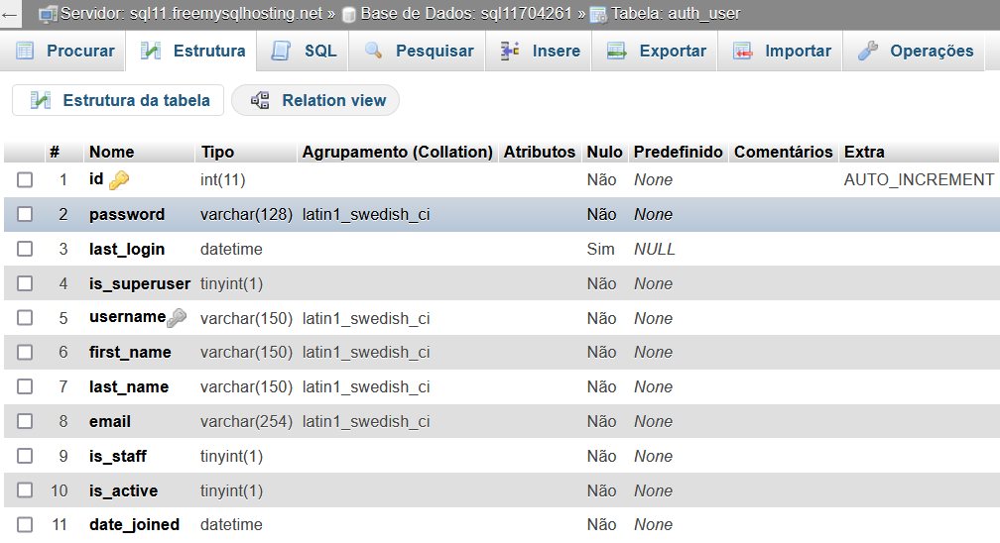 ← Servidor: sql11.freemysqlhosting.net » Base de Dados: sql11704261 » Tabela: auth_user
Procurar Estrutura SQL Pesquisar Insere Exportar Importar Operações
Estrutura da tabela Relation view
# Nome Tipo Agrupamento (Collation) Atributos Nulo Predefinido Comentários Extra
1 id int(11) Não None AUTO_INCREMENT
2 password varchar(128) latin1_swedish_ci Não None
3 last_login datetime Sim NULL
4 is_superuser tinyint(1) Não None
5 username varchar(150) latin1_swedish_ci Não None
6 first_name varchar(150) latin1_swedish_ci Não None
7 last_name varchar(150) latin1_swedish_ci Não None
8 email varchar(254) latin1_swedish_ci Não None
9 is_staff tinyint(1) Não None
10 is_active tinyint(1) Não None
11 date_joined datetime Não None